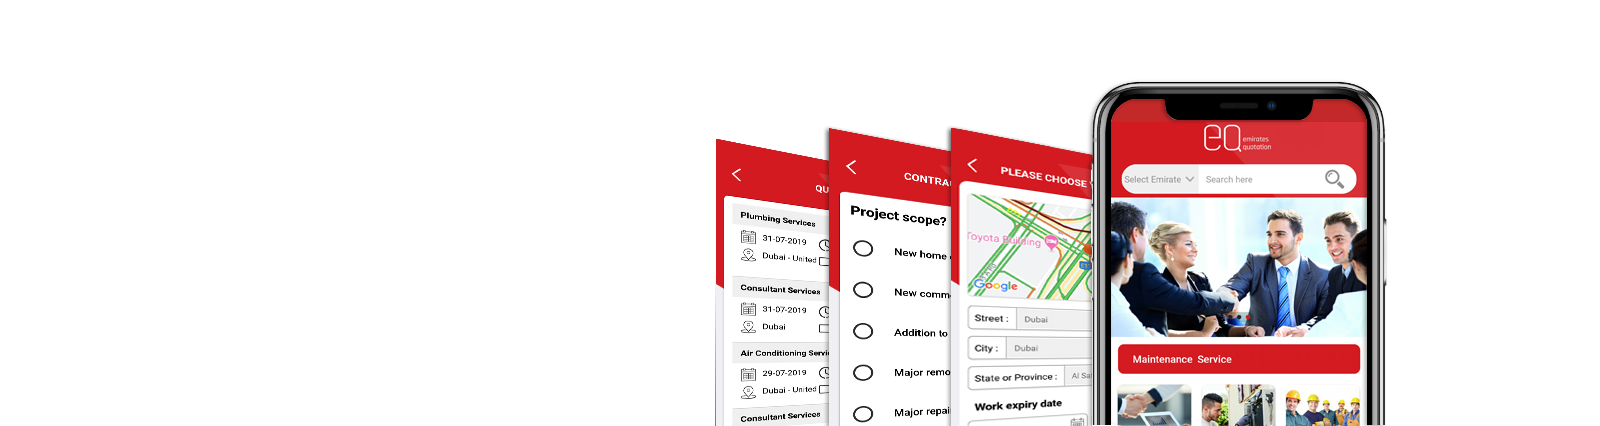 QU
Plumbing Services
31-07-2019
Dubai - United
Consultant Services
31-07-2019
Dubai
Air Conditioning Servi
29-07-2019
Dubai - United
Consultant Services
CONTRA
Project scope?
New home
New comm
Addition to
Major remo
Major repai
PLEASE CHOOSE
Toyota Building
Google
Street :
Dubai
City :
Dubai
State or Province :
Al Sa
Work expiry date
eQ emirates
quotation
Select Emirate
Search here
Maintenance Service